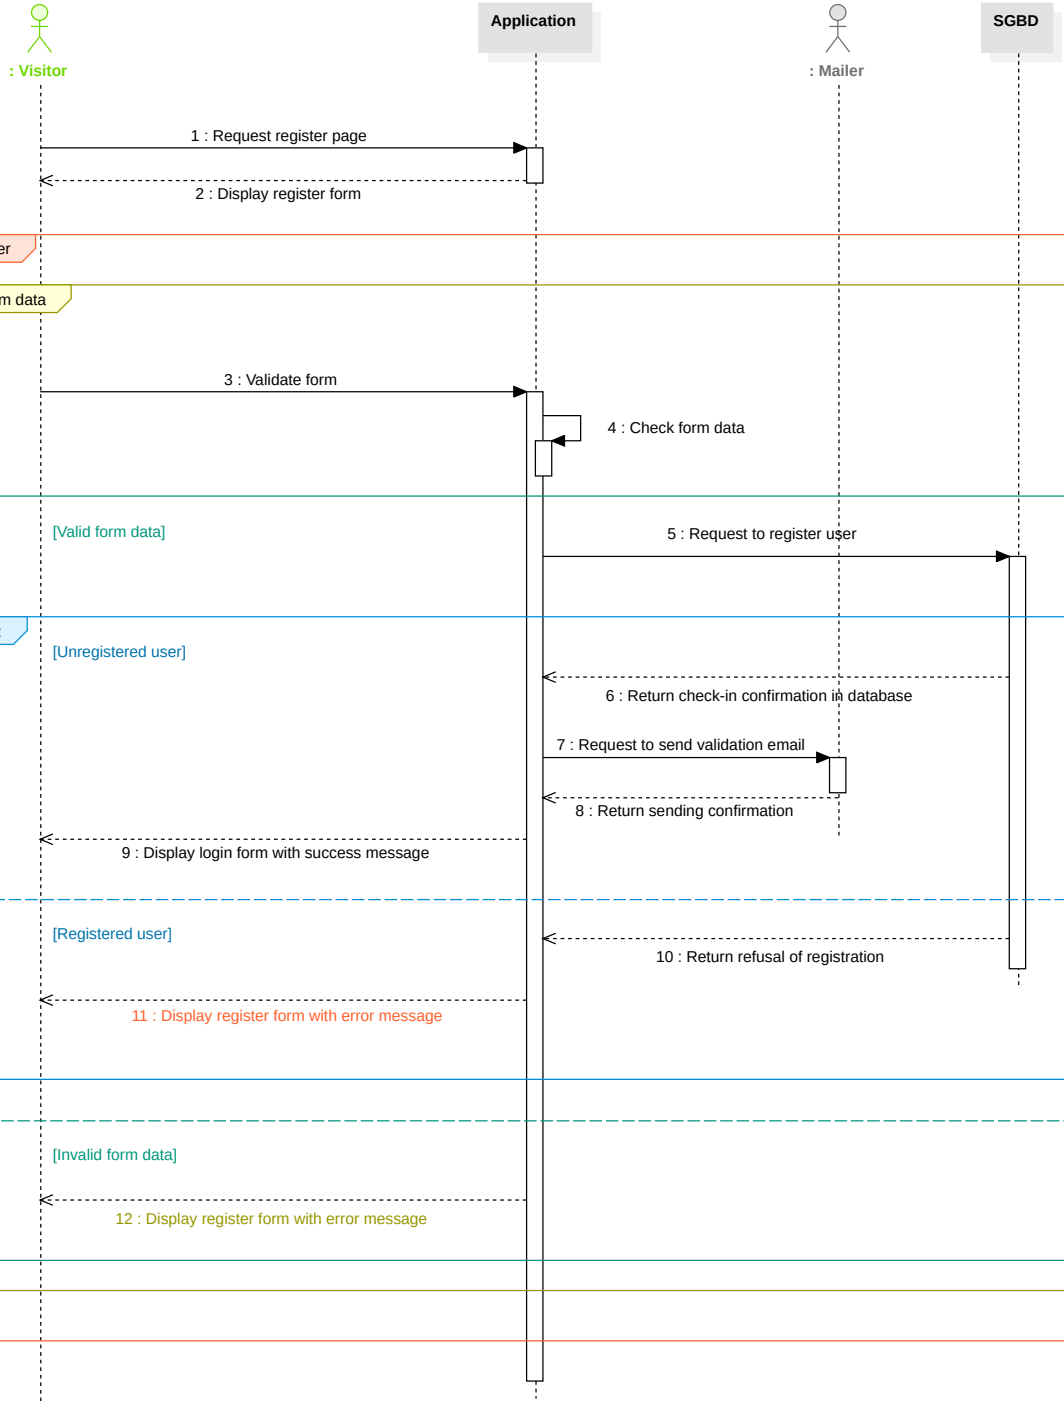 : Visitor
Application
: Mailer
SGBD
1 : Request register page
2 : Display register form
er
m data
3 : Validate form
4 : Check form data
[Valid form data]
5 : Request to register user
[Unregistered user]
6 : Return check-in confirmation in database
7 : Request to send validation email
8 : Return sending confirmation
9 : Display login form with success message
[Registered user]
10 : Return refusal of registration
11 : Display register form with error message
[Invalid form data]
12 : Display register form with error message